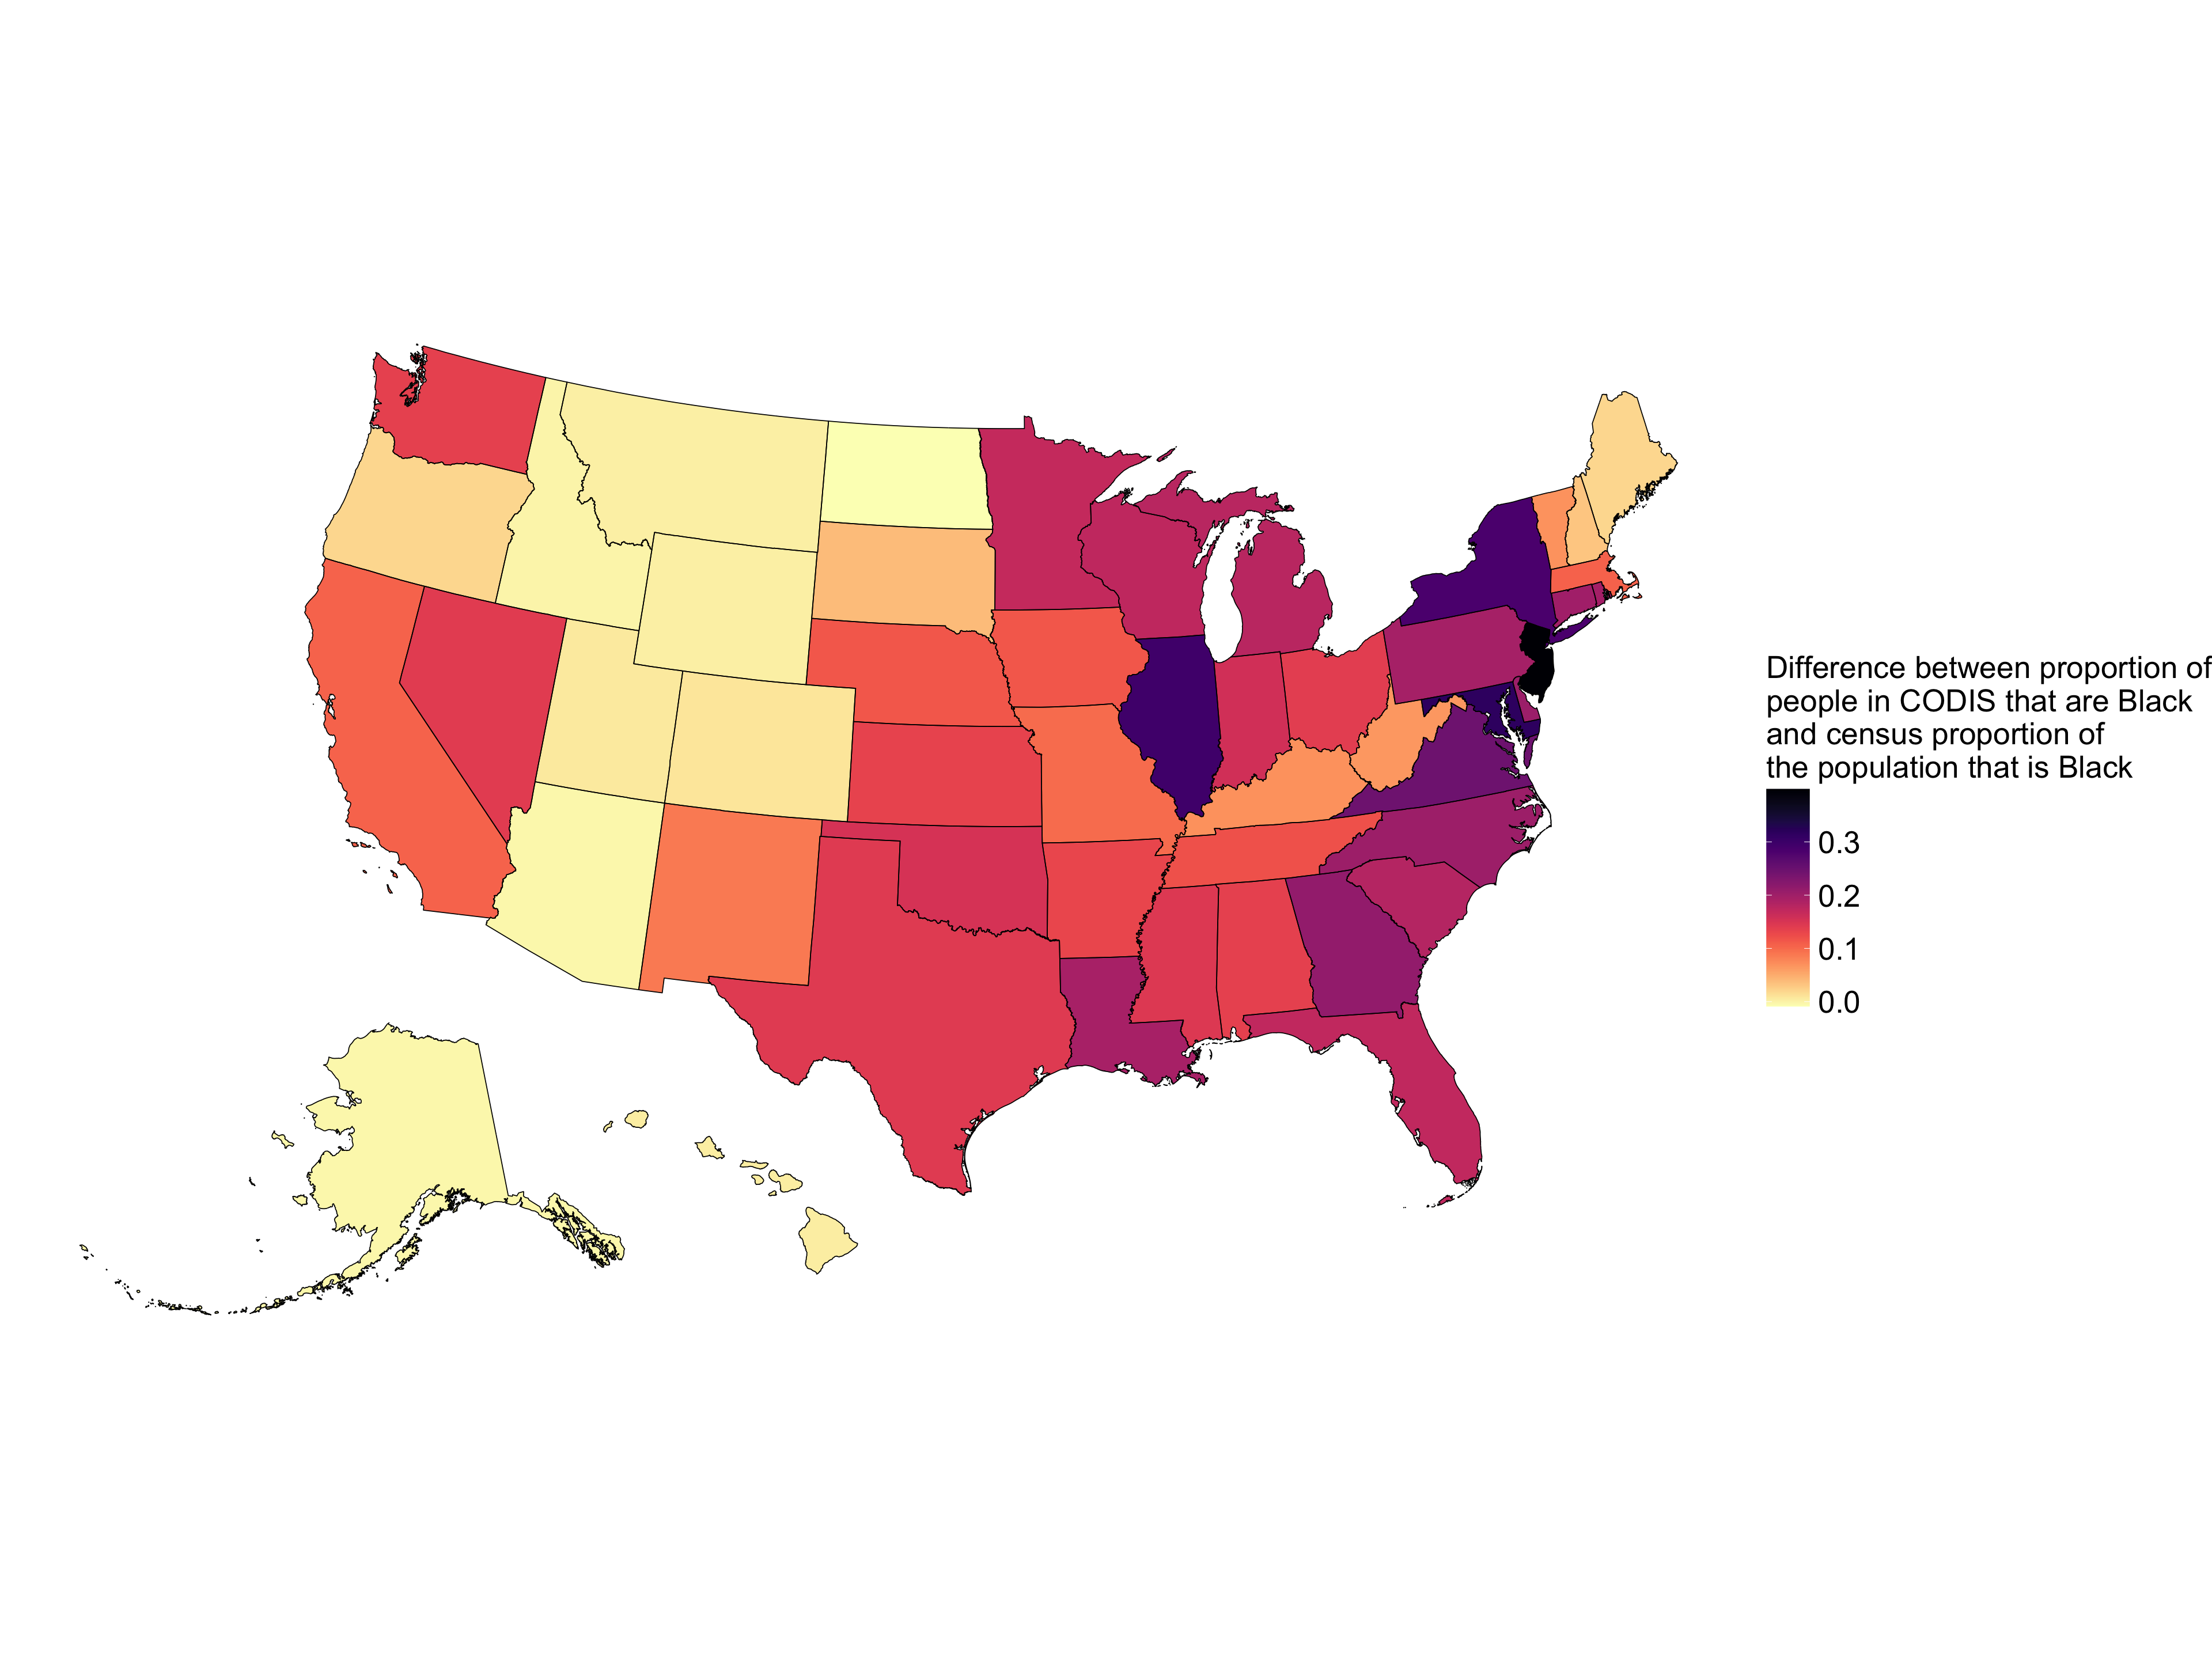 Difference between proportion of
people in CODIS that are Black
and census proportion of
the population that is Black
0.3
0.2
0.1
0.0